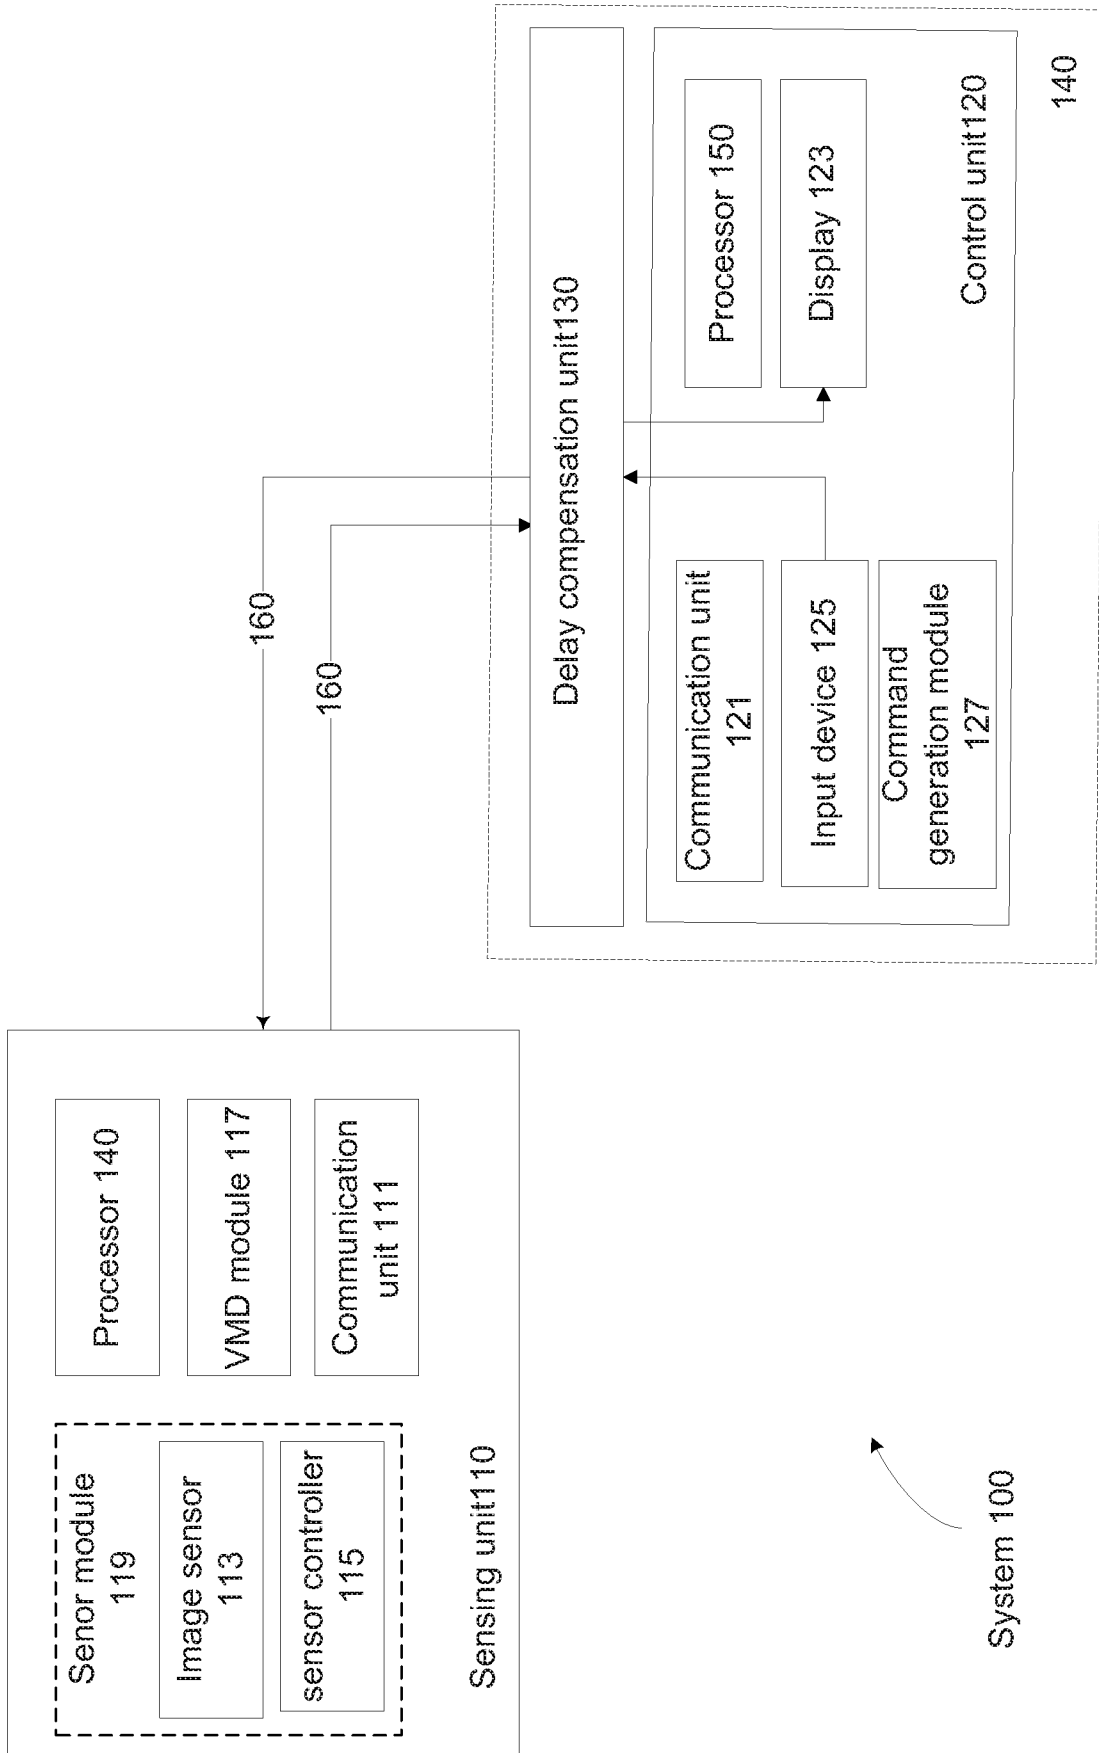 Senor module
119
Image sensor
113
sensor controller
115
Processor 140
VMD module 117
Communication
unit 111
Sensing unit110
160
160
Delay compensation unit130
Communication unit
121
Input device 125
Command
generation module
127
Processor 150
Display 123
Control unit120
140
System 100